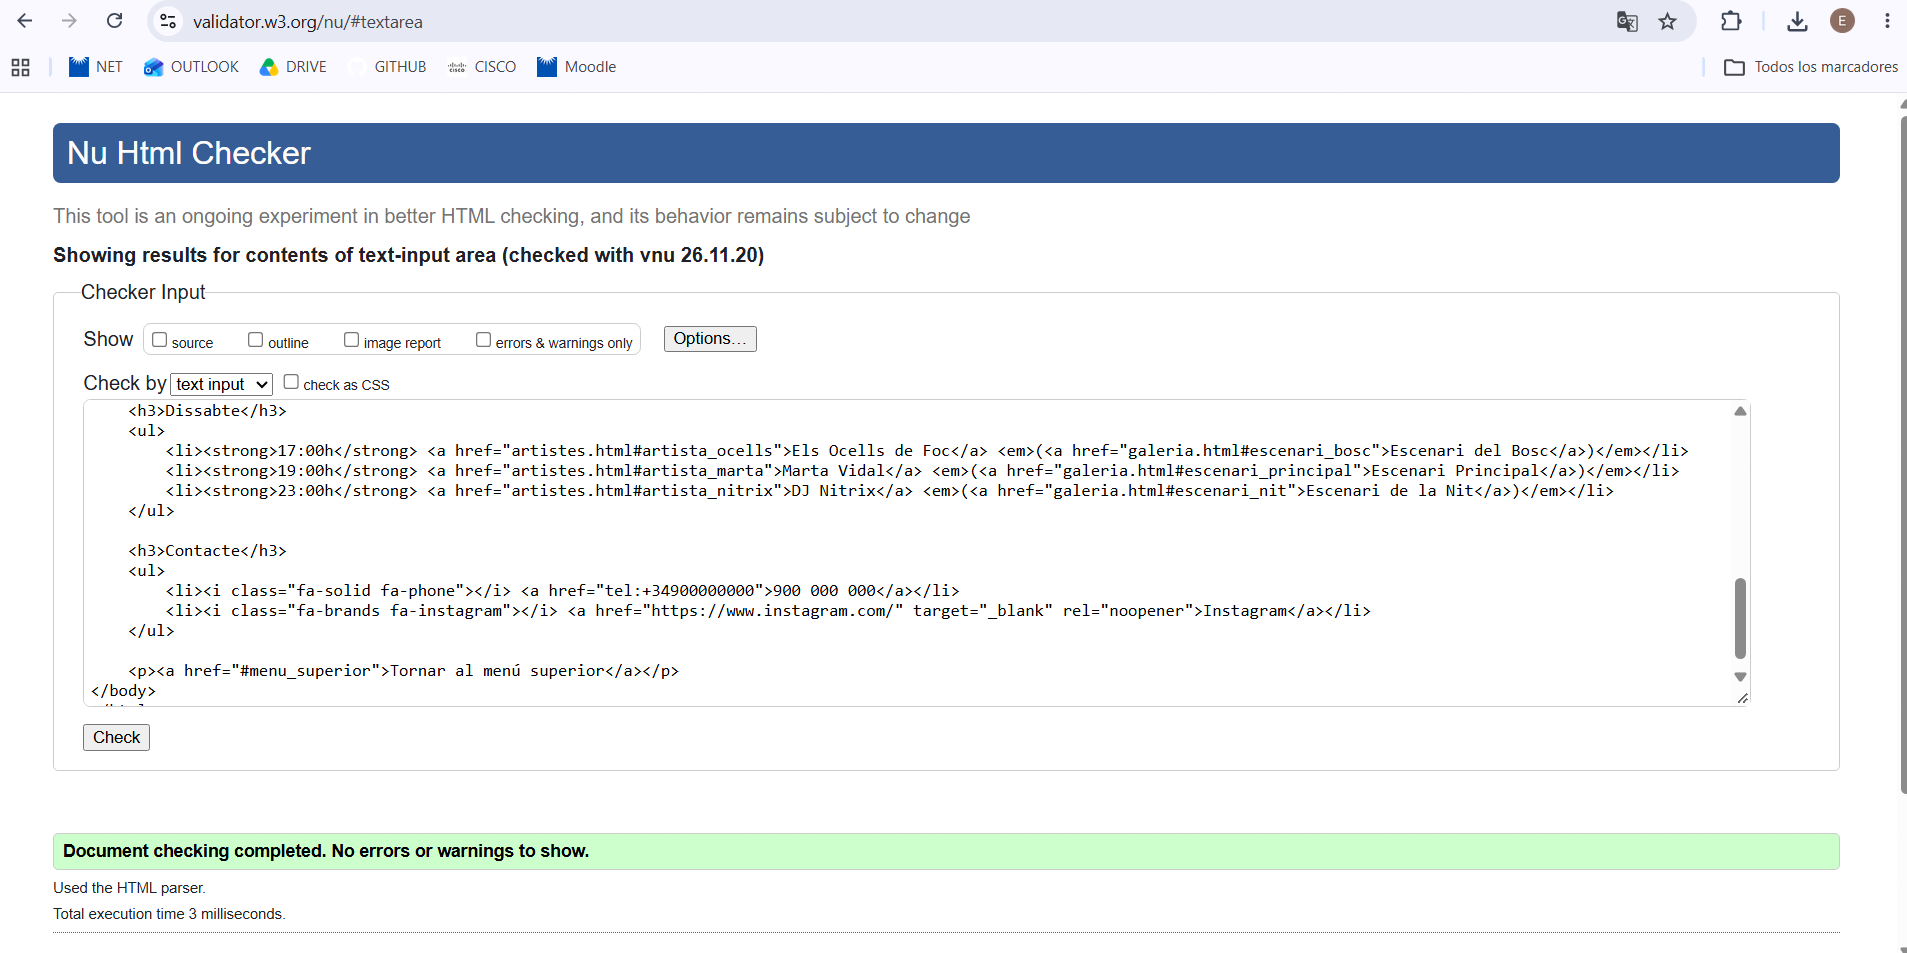 validator.w3.org/nu/#textarea
E
NET OUTLOOK DRIVE GITHUB CISCO Moodle Todos los marcadores
Nu Html Checker
This tool is an ongoing experiment in better HTML checking, and its behavior remains subject to change
Showing results for contents of text-input area (checked with vnu 26.11.20)
Checker Input
Show source outline image report errors & warnings only Options...
Check by text input check as CSS
<h3>Dissabte</h3>
<ul>
<li><strong>17:00h</strong> <a href="artistes.html#artista_ocells">Els Ocells de Foc</a> <em>(<a href="galeria.html#escenari_bosc">Escenari del Bosc</a>)</em></li>
<li><strong>19:00h</strong> <a href="artistes.html#artista_marta">Marta Vidal</a> <em>(<a href="galeria.html#escenari_principal">Escenari Principal</a>)</em></li>
<li><strong>23:00h</strong> <a href="artistes.html#artista_nitrix">DJ Nitrix</a> <em>(<a href="galeria.html#escenari_nit">Escenari de la Nit</a>)</em></li>
</ul>
<h3>Contacte</h3>
<ul>
<li><i class="fa-solid fa-phone"></i> <a href="tel:+34900000000">900 000 000</a></li>
<li><i class="fa-brands fa-instagram"></i> <a href="https://www.instagram.com/" target="_blank" rel="noopener">Instagram</a></li>
</ul>
<p><a href="#menu_superior">Tornar al menú superior</a></p>
</body>
Check
Document checking completed. No errors or warnings to show.
Used the HTML parser.
Total execution time 3 milliseconds.